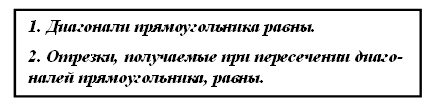 1. Диагонали прямоугольника равны.
2. Отрезки, получаемые при пересечении диаго-
налей прямоугольника, равны.